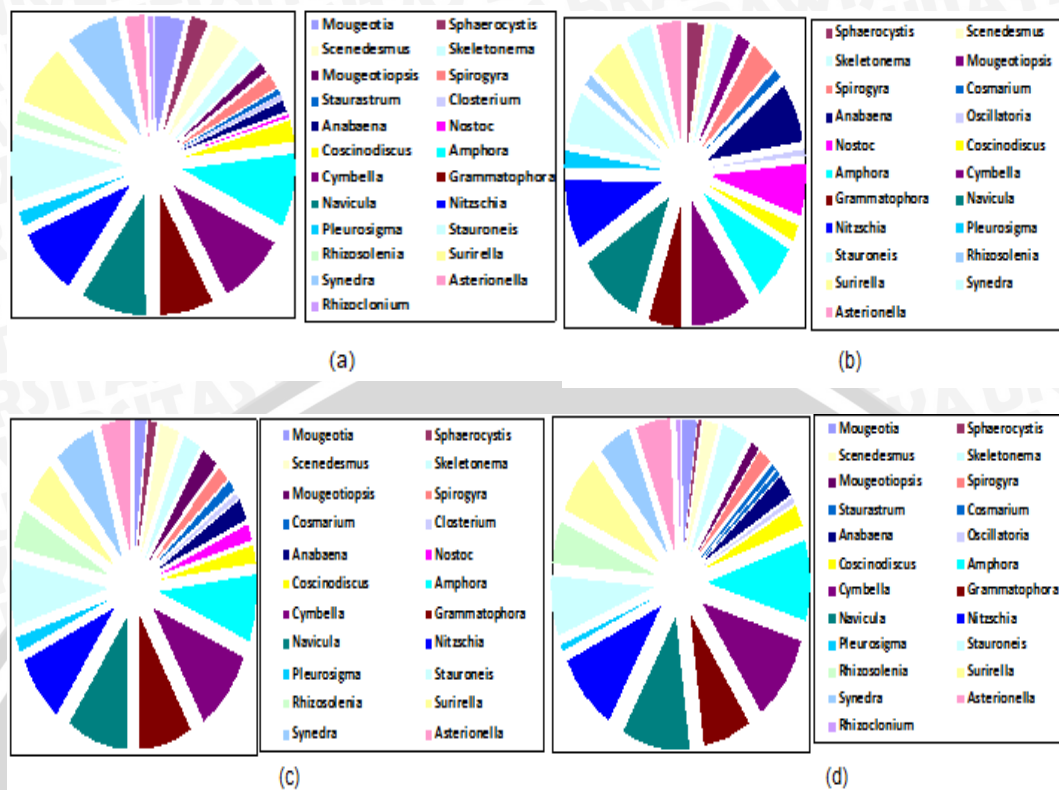 Mougeotia Sphaerocystis
Scenedesmus Skeletonema
Mougeotiopsis Spirogyra
Staurastrum Closterium
Anabaena Nostoc
Coscinodiscus Amphora
Cymbella Grammatophora
Navicula Nitzschia
Pleurosigma Stauroneis
Rhizosolenia Surirella
Synedra Asterionella
Rhizoclonium
(a)
Sphaerocystis Scenedesmus
Skeletonema Mougeotiopsis
Spirogyra Cosmarium
Anabaena Oscillatoria
Nostoc Coscinodiscus
Amphora Cymbella
Grammatophora Navicula
Nitzschia Pleurosigma
Stauroneis Rhizosolenia
Surirella Synedra
Asterionella
(b)
Mougeotia Sphaerocystis
Scenedesmus Skeletonema
Mougeotiopsis Spirogyra
Cosmarium Closterium
Anabaena Nostoc
Coscinodiscus Amphora
Cymbella Grammatophora
Navicula Nitzschia
Pleurosigma Stauroneis
Rhizosolenia Surirella
Synedra Asterionella
(c)
Mougeotia Sphaerocystis
Scenedesmus Skeletonema
Mougeotiopsis Spirogyra
Staurastrum Cosmarium
Anabaena Oscillatoria
Coscinodiscus Amphora
Cymbella Grammatophora
Navicula Nitzschia
Pleurosigma Stauroneis
Rhizosolenia Surirella
Synedra Asterionella
Rhizoclonium
(d)